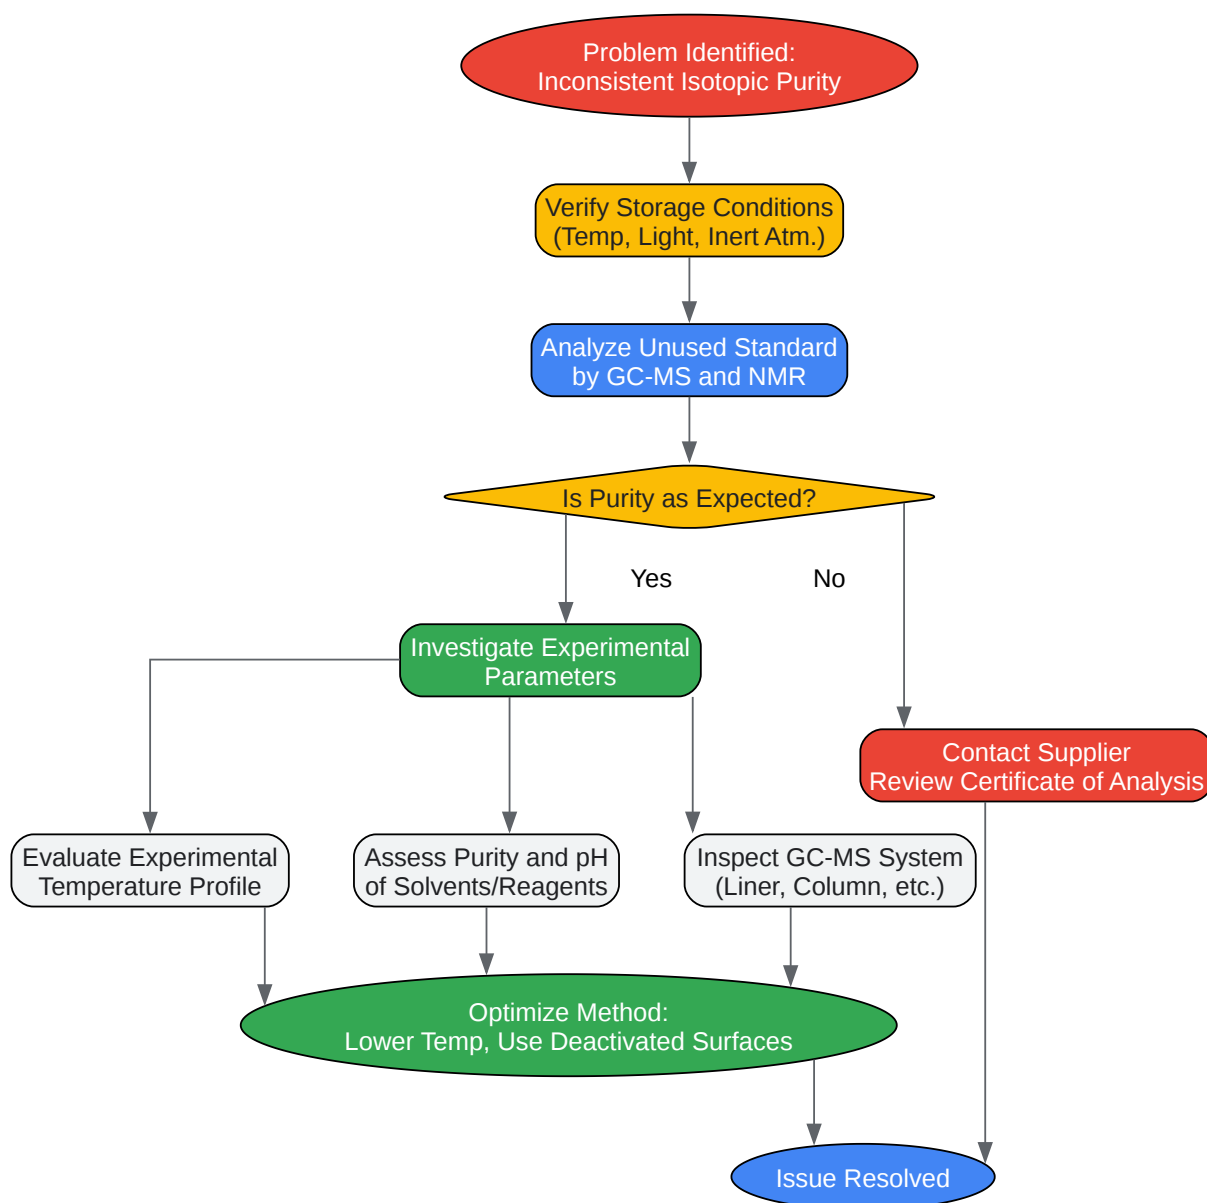 Problem Identified:
Inconsistent Isotopic Purity
Verify Storage Conditions
(Temp, Light, Inert Atm.)
Analyze Unused Standard
by GC-MS and NMR
Is Purity as Expected?
Yes
No
Investigate Experimental
Parameters
Contact Supplier
Review Certificate of Analysis
Evaluate Experimental
Temperature Profile
Assess Purity and pH
of Solvents/Reagents
Inspect GC-MS System
(Liner, Column, etc.)
Optimize Method:
Lower Temp, Use Deactivated Surfaces
Issue Resolved